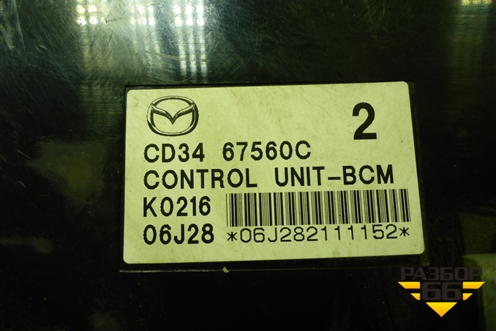 2
CD34 67560C
CONTROL UNIT-BCM
K0216
06J28 *06J282111152*
РАЗБОР
66